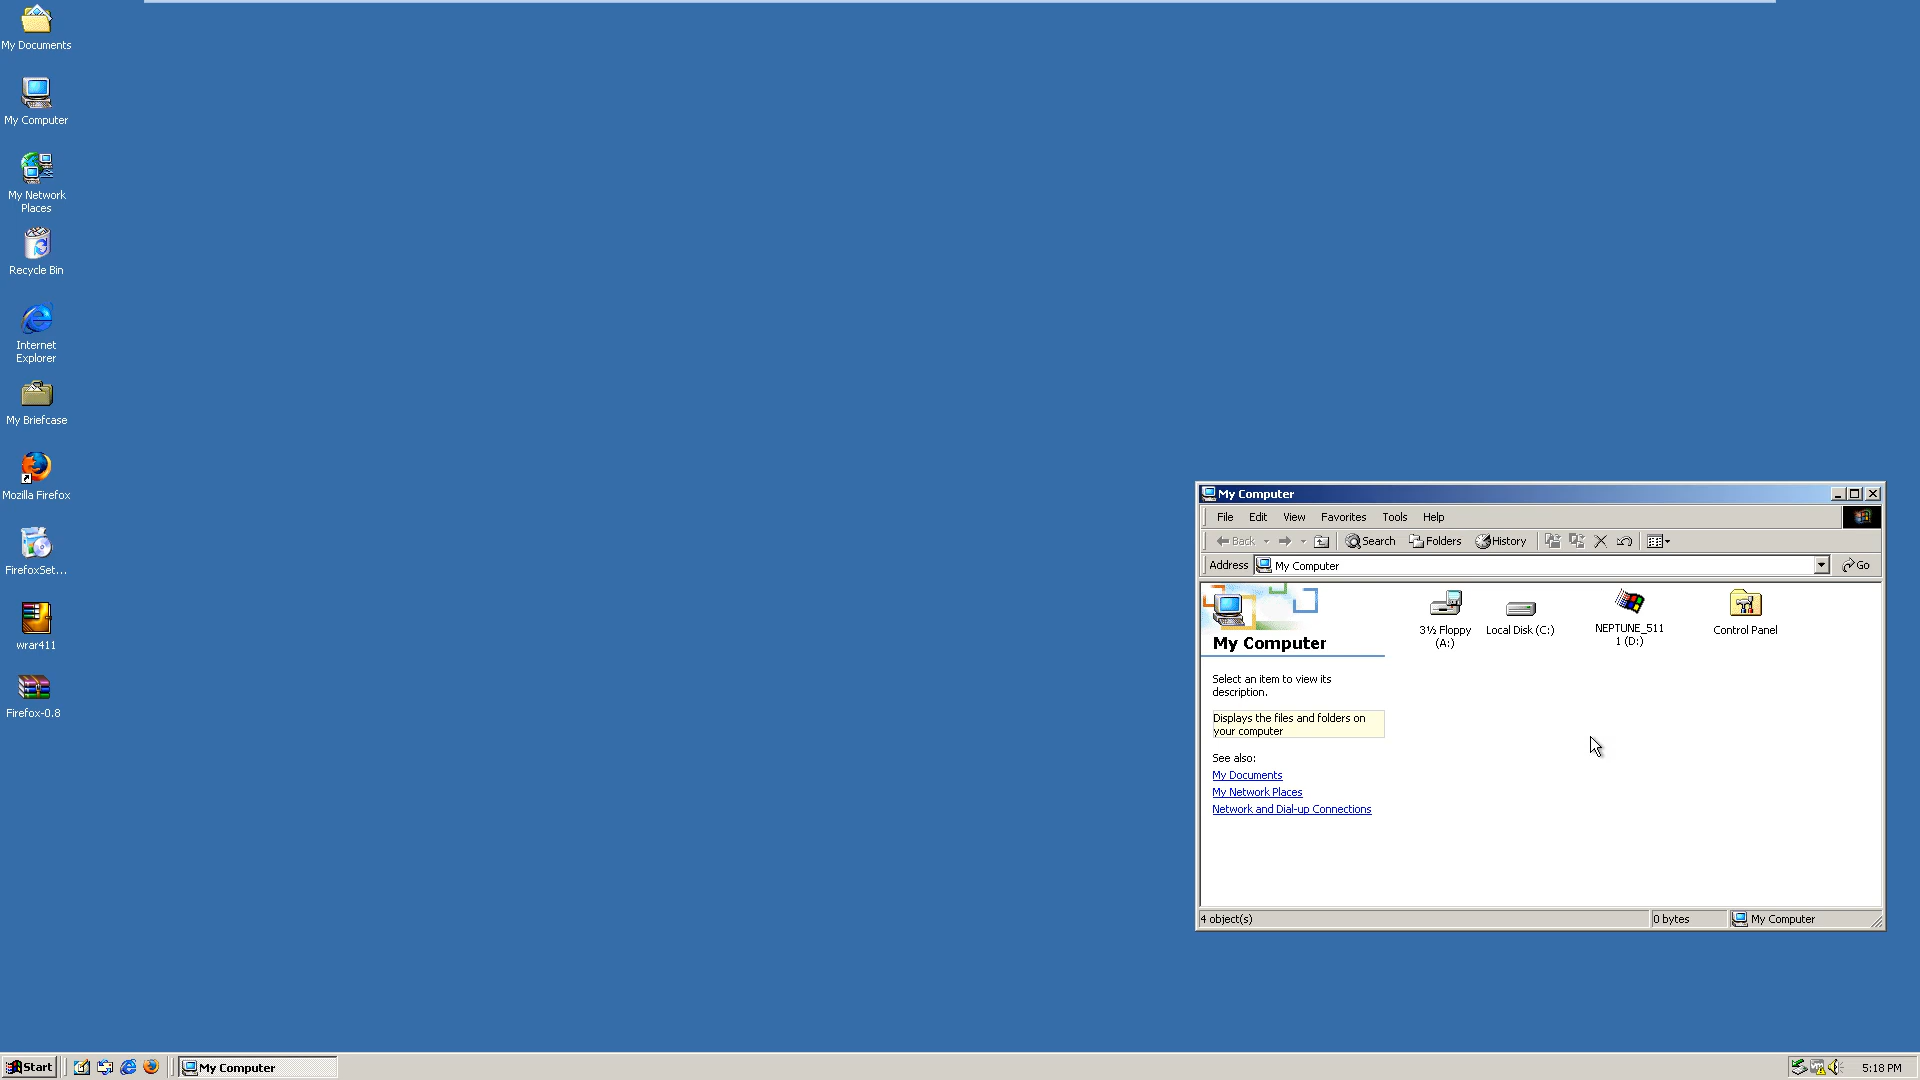 My Documents
My Computer
My Network
Places
Recycle Bin
Internet
Explorer
My Briefcase
Mozilla Firefox
FirefoxSet...
wrar411
Firefox-0.8
My Computer
File Edit View Favorites Tools Help
Back Search Folders History
Address My Computer Go
My Computer
Select an item to view its
description.
Displays the files and folders on
your computer
See also:
My Documents
My Network Places
Network and Dial-up Connections
3½ Floppy
(A:)
Local Disk (C:)
NEPTUNE_511
1 (D:)
Control Panel
4 object(s) 0 bytes My Computer
Start My Computer 5:18 PM